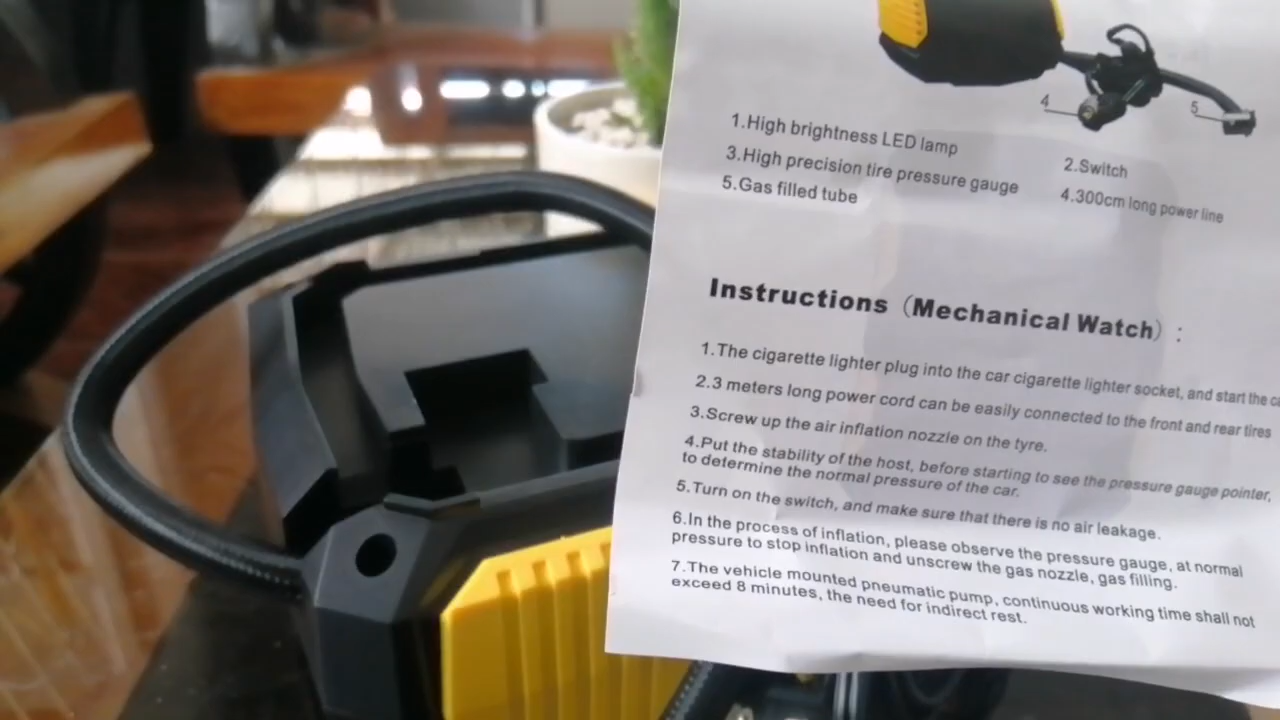 4
5
1.High brightness LED lamp
2.Switch
3.High precision tire pressure gauge
4.300cm long power line
5.Gas filled tube
Instructions (Mechanical Watch) :
1.The cigarette lighter plug into the car cigarette lighter socket, and start the
2.3 meters long power cord can be easily connected to the front and rear tires
3.Screw up the air inflation nozzle on the tyre.
4.Put the stability of the host, before starting to see the pressure gauge pointer,
to determine the normal pressure of the car.
5.Turn on the switch, and make sure that there is no air leakage.
6.In the process of inflation, please observe the pressure gauge, at normal
pressure to stop inflation and unscrew the gas nozzle, gas filling.
7.The vehicle mounted pneumatic pump, continuous working time shall not
exceed 8 minutes, the need for indirect rest.